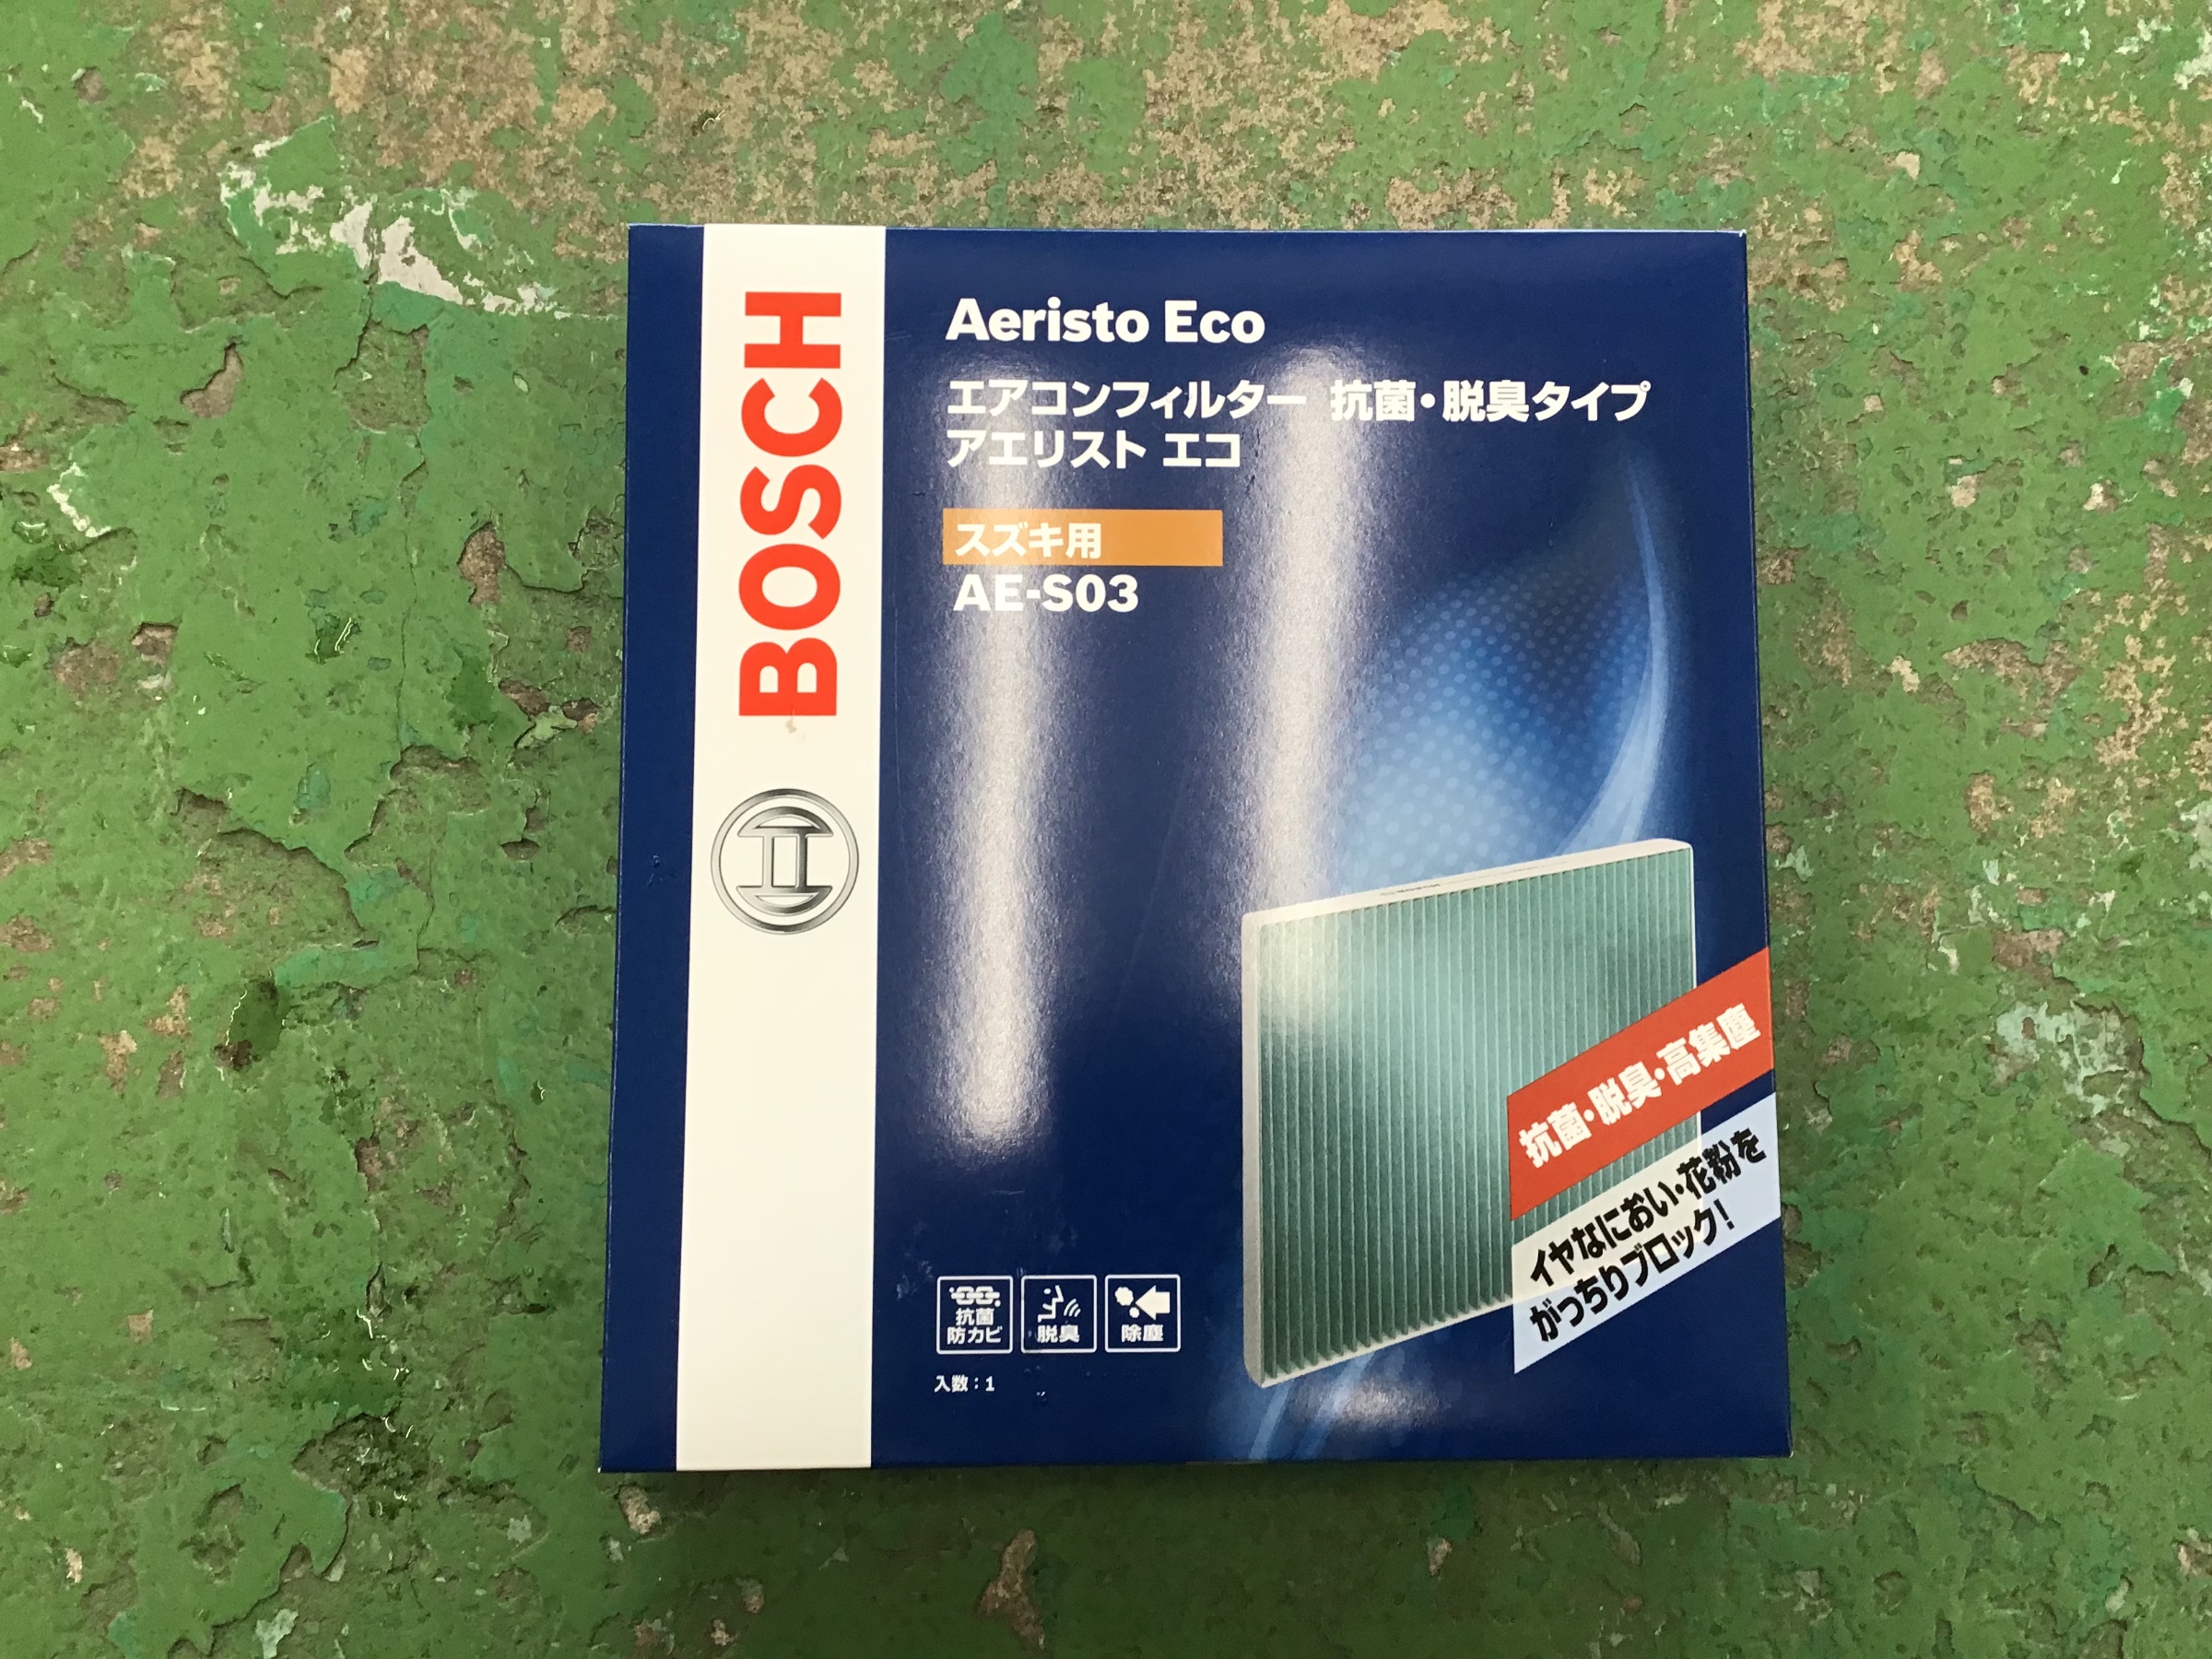 BOSCH
Aeristo Eco
エアコンフィルター 抗菌・脱臭タイプ
アエリスト エコ
スズキ用
AE-S03
抗菌・脱臭・高集塵
イヤなにおい・花粉を
がっちりブロック!
抗菌
防カビ
脱臭
除塵
入数:1